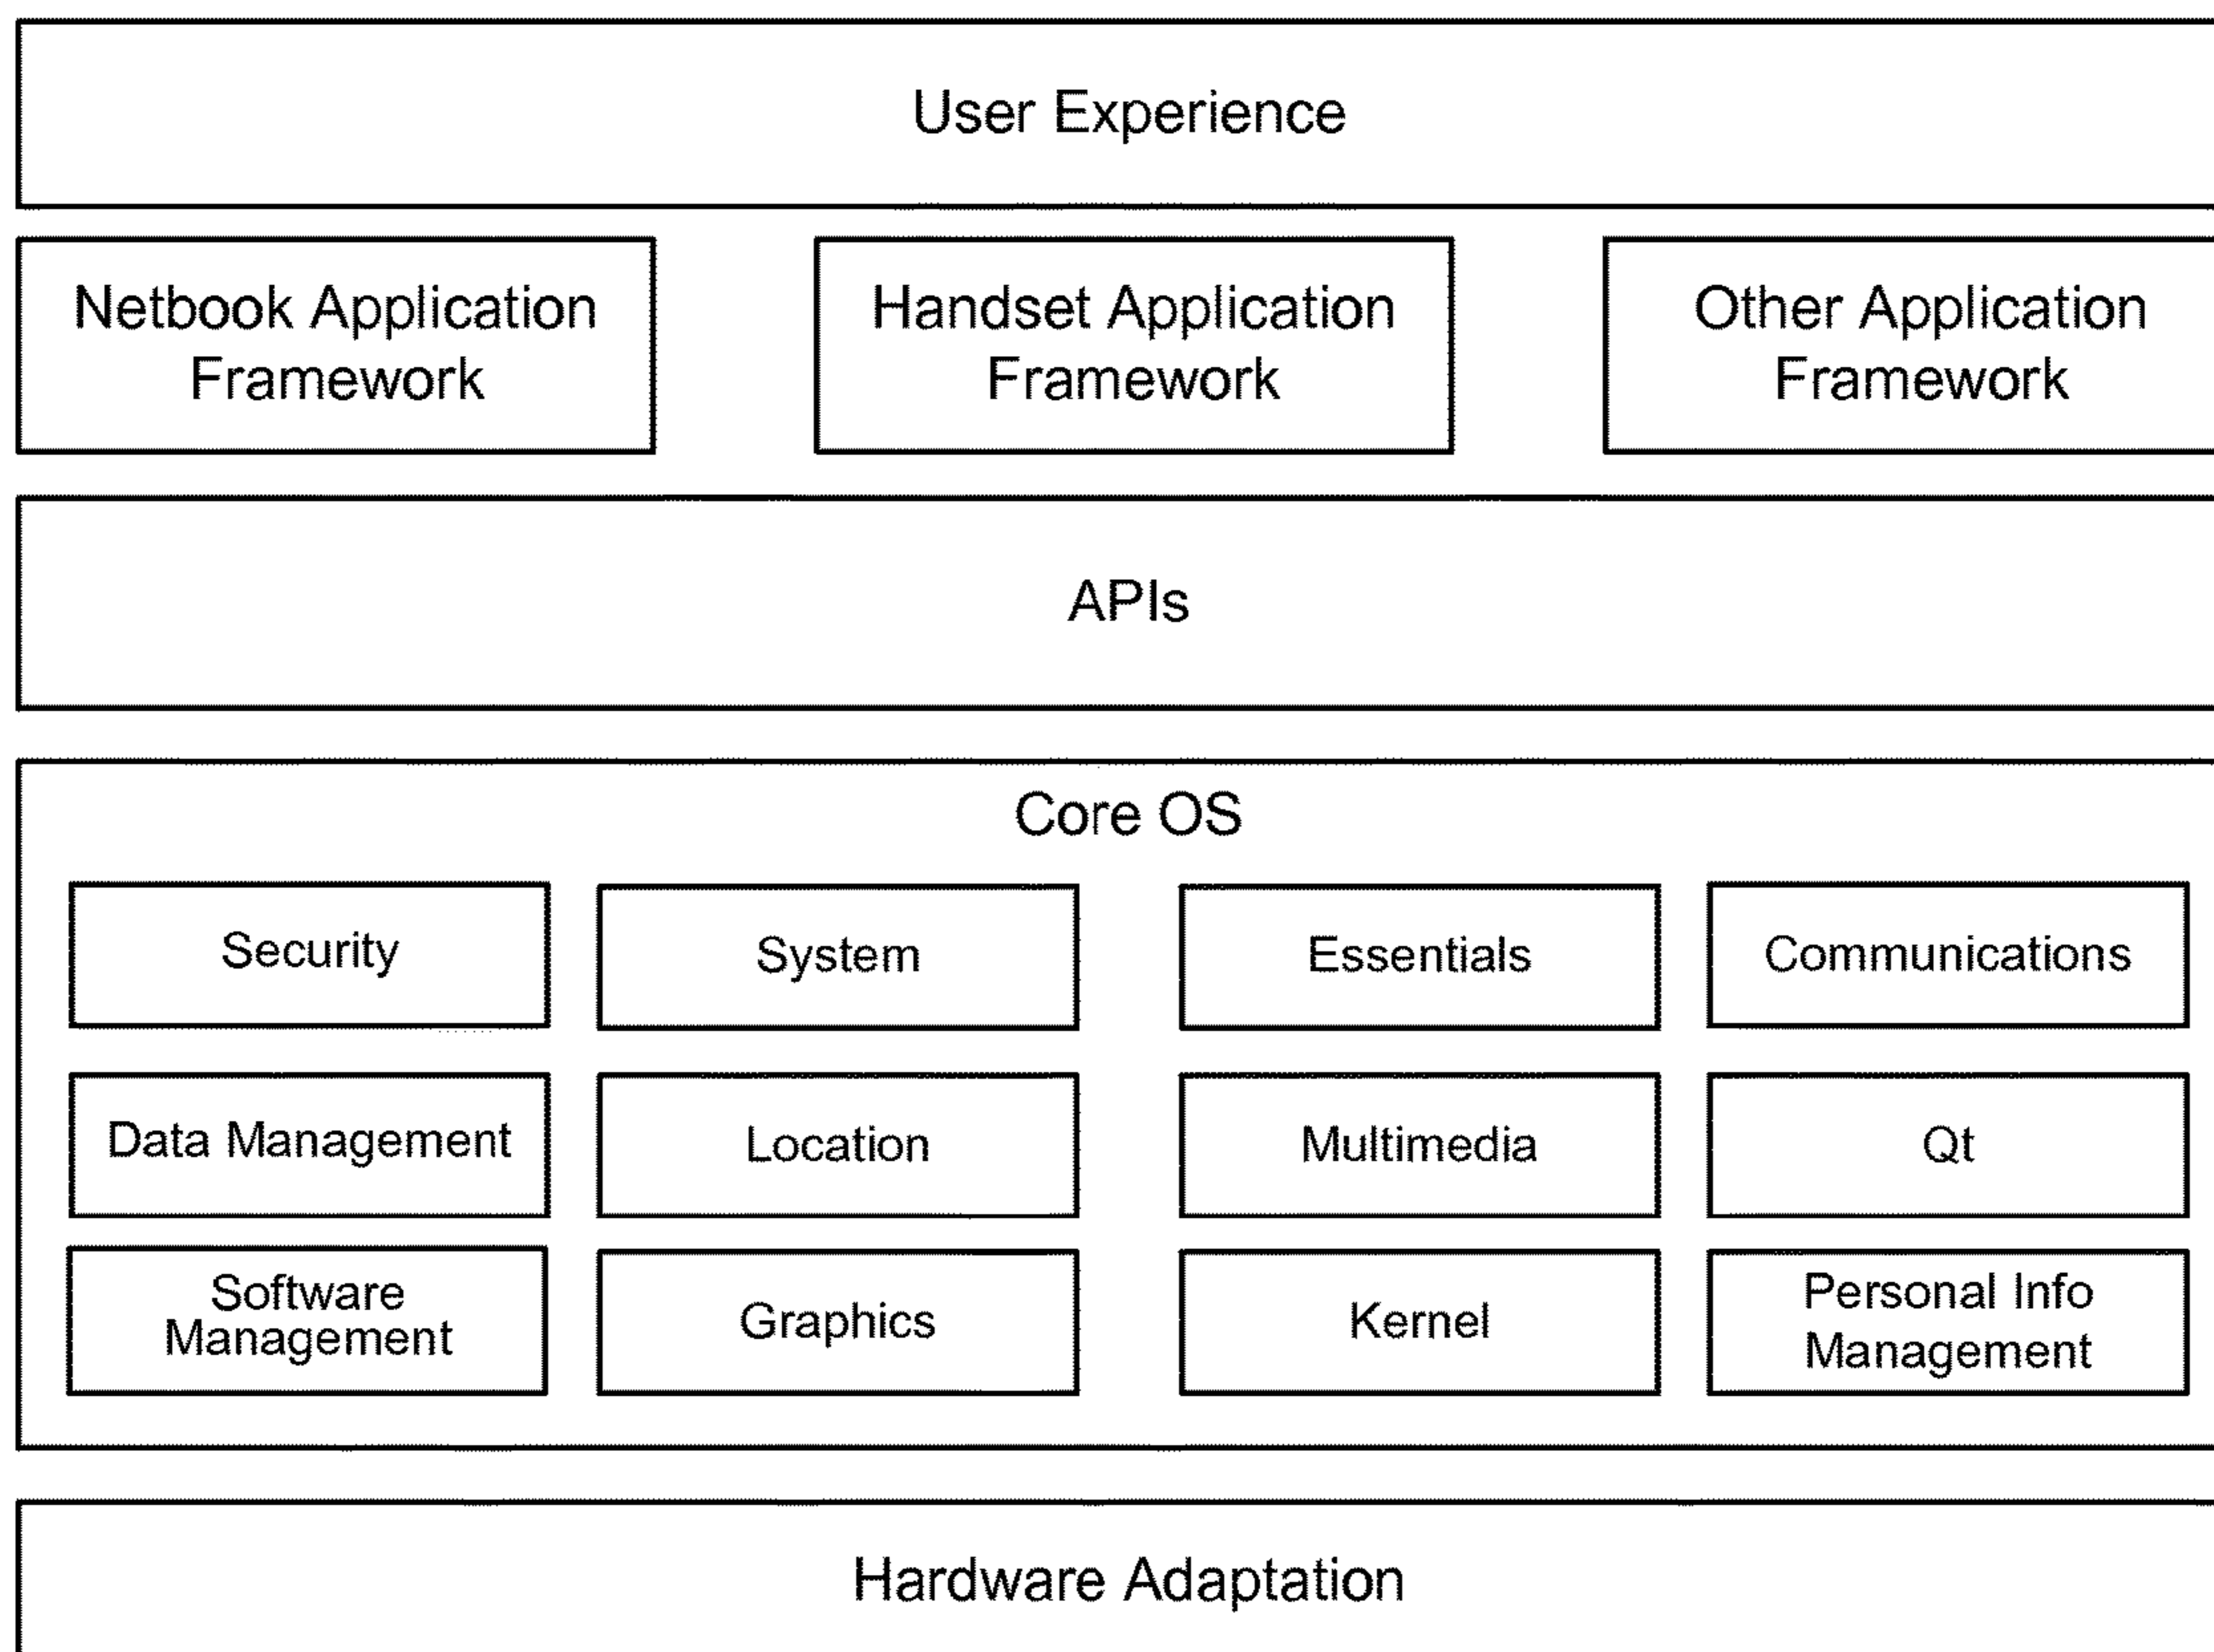 User Experience
Netbook Application
Framework
Handset Application
Framework
Other Application
Framework
APIs
Core OS
Security
System
Essentials
Communications
Data Management
Location
Multimedia
Qt
Software
Management
Graphics
Kernel
Personal Info
Management
Hardware Adaptation